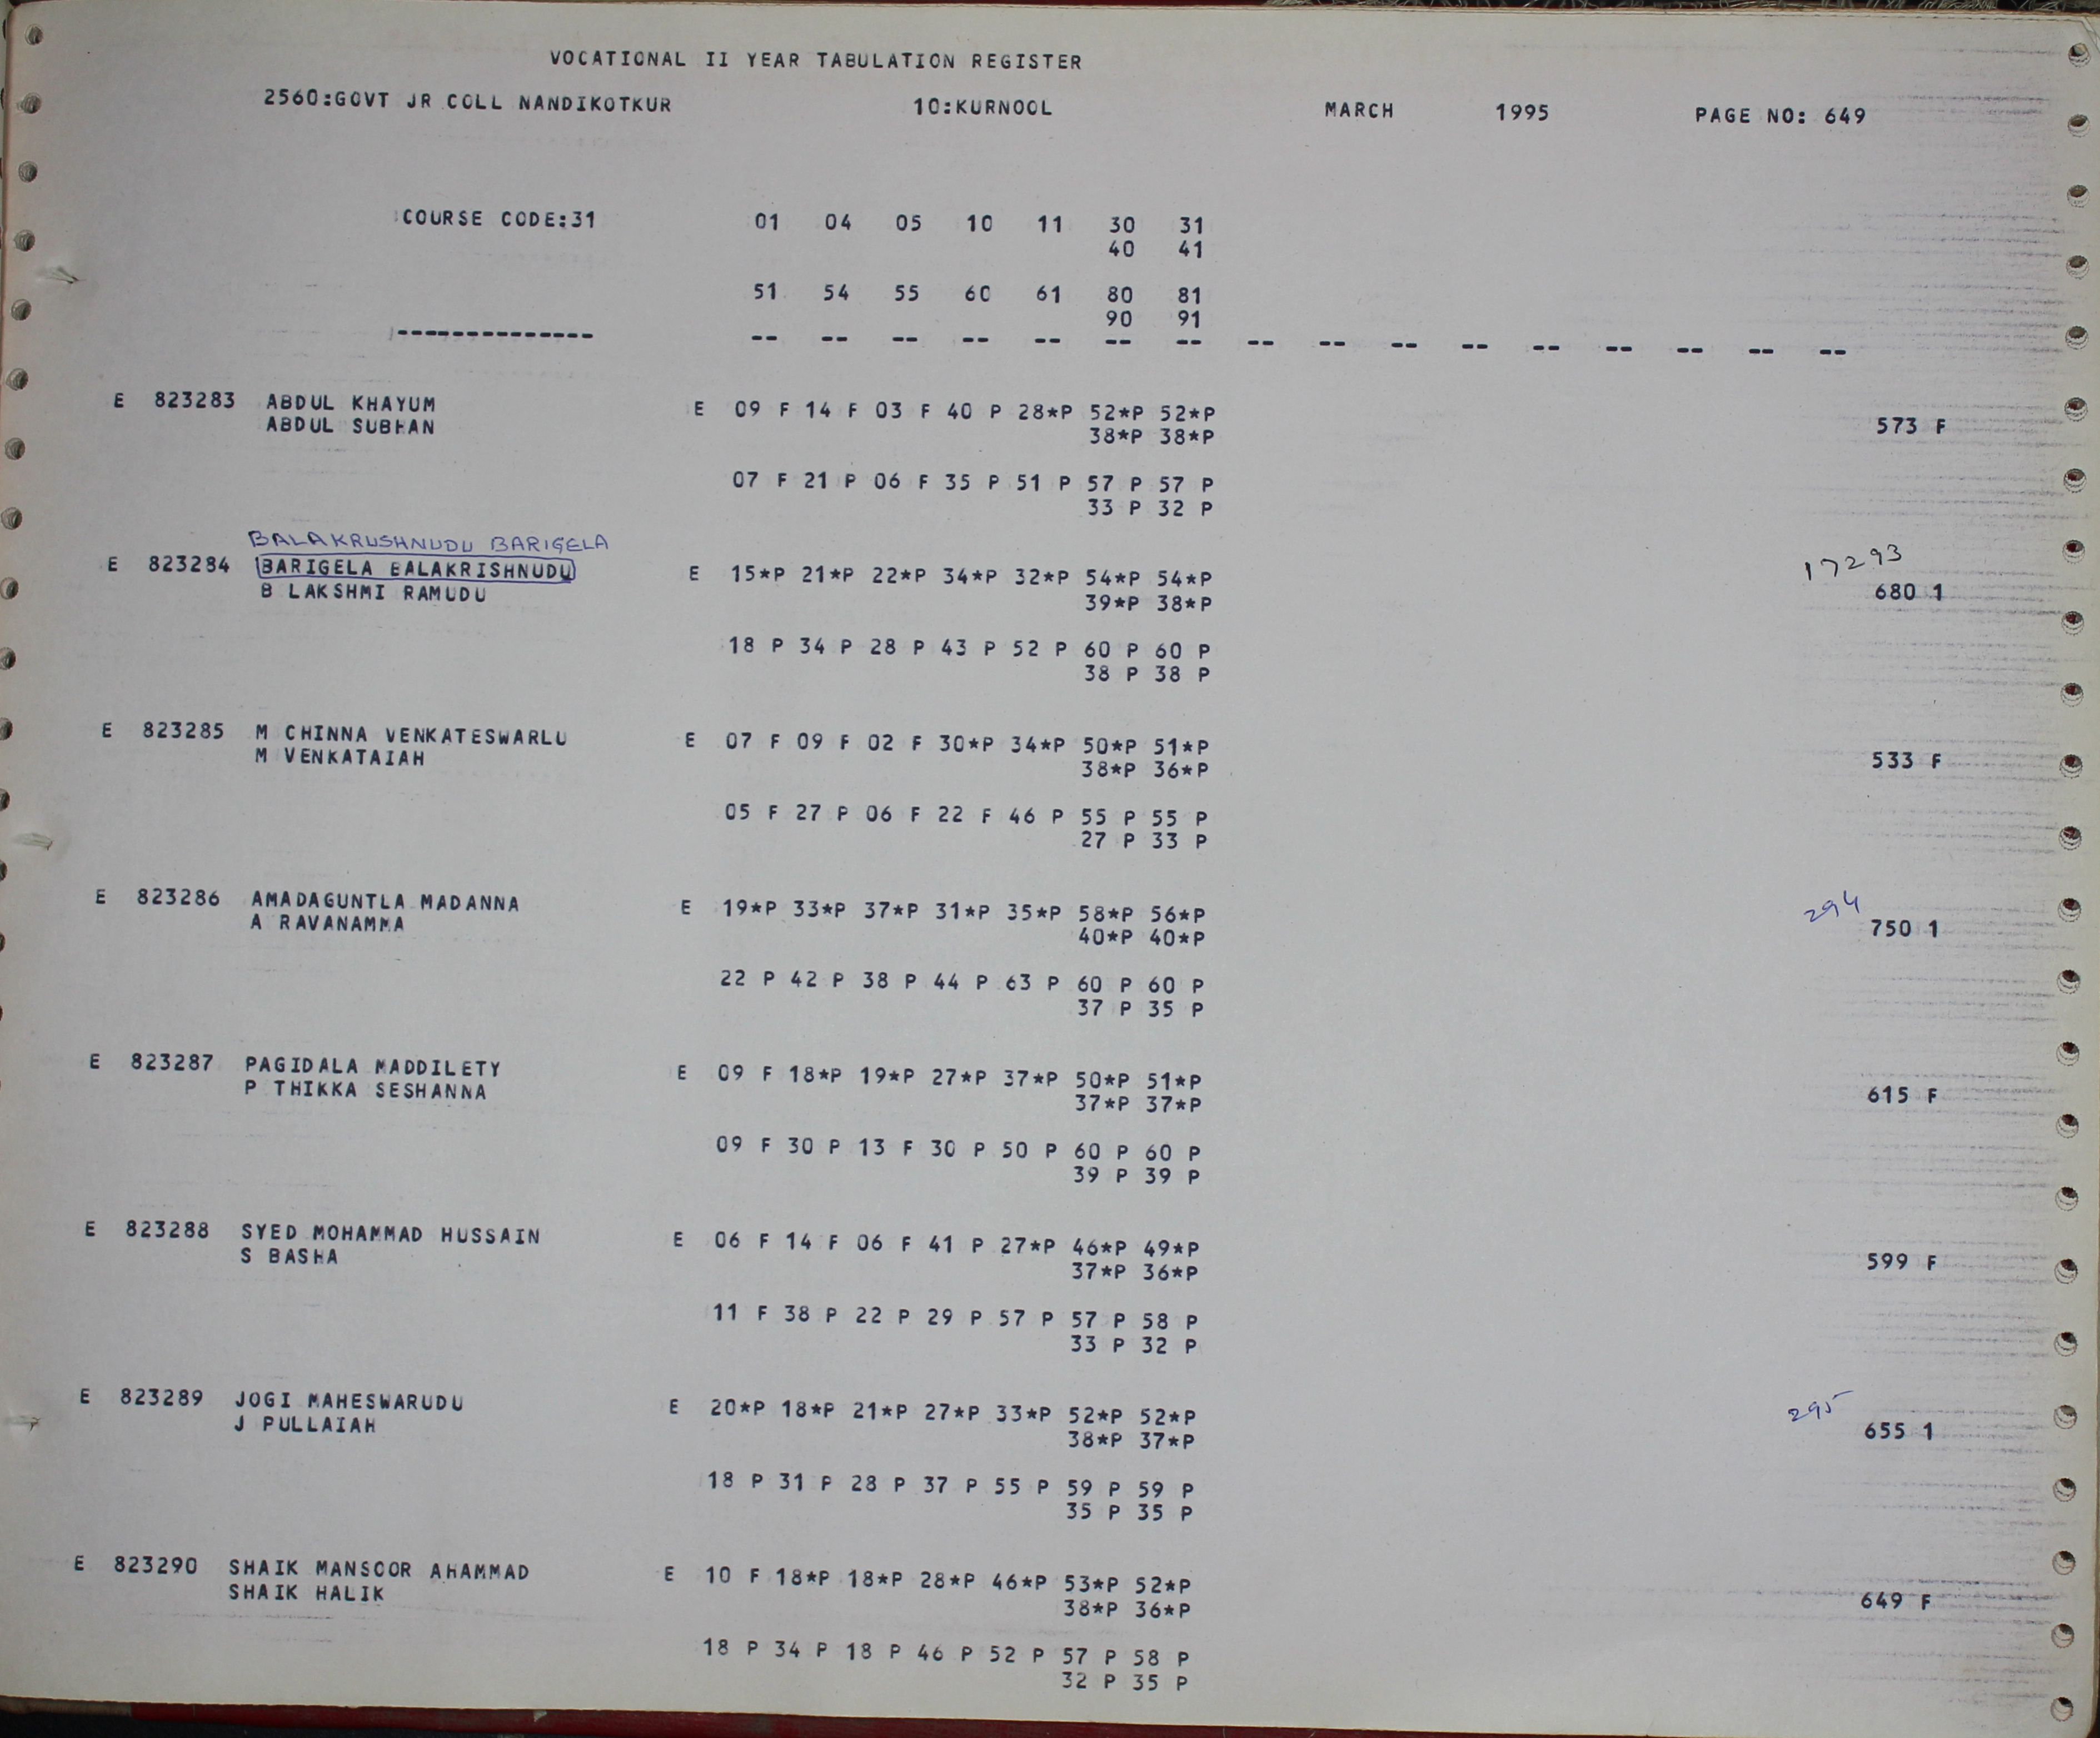 VOCATIONAL II YEAR TABULATION REGISTER
2560:GOVT JR COLL NANDIKOTKUR 10:KURNOOL MARCH 1995 PAGE NO: 649
COURSE CODE:31 01 04 05 10 11 30 31
40 41
51 54 55 60 61 80 81
90 91
-------------- -- -- -- -- -- -- -- -- -- -- -- -- -- -- -- --
E 823283 ABDUL KHAYUM E 09 F 14 F 03 F 40 P 28*P 52*P 52*P
ABDUL SUBHAN 38*P 38*P 573 F
07 F 21 P 06 F 35 P 51 P 57 P 57 P
33 P 32 P
BALAKRUSHNUDU BARIGELA
E 823284 BARIGELA BALAKRISHNUDU E 15*P 21*P 22*P 34*P 32*P 54*P 54*P 17293
B LAKSHMI RAMUDU 39*P 38*P 680 1
18 P 34 P 28 P 43 P 52 P 60 P 60 P
38 P 38 P
E 823285 M CHINNA VENKATESWARLU E 07 F 09 F 02 F 30*P 34*P 50*P 51*P
M VENKATAIAH 38*P 36*P 533 F
05 F 27 P 06 F 22 F 46 P 55 P 55 P
27 P 33 P
E 823286 AMADAGUNTLA MADANNA E 19*P 33*P 37*P 31*P 35*P 58*P 56*P 294
A RAVANAMMA 40*P 40*P 750 1
22 P 42 P 38 P 44 P 63 P 60 P 60 P
37 P 35 P
E 823287 PAGIDALA MADDILETY E 09 F 18*P 19*P 27*P 37*P 50*P 51*P
P THIKKA SESHANNA 37*P 37*P 615 F
09 F 30 P 13 F 30 P 50 P 60 P 60 P
39 P 39 P
E 823288 SYED MOHAMMAD HUSSAIN E 06 F 14 F 06 F 41 P 27*P 46*P 49*P
S BASHA 37*P 36*P 599 F
11 F 38 P 22 P 29 P 57 P 57 P 58 P
33 P 32 P
E 823289 JOGI MAHESWARUDU E 20*P 18*P 21*P 27*P 33*P 52*P 52*P 295
J PULLAIAH 38*P 37*P 655 1
18 P 31 P 28 P 37 P 55 P 59 P 59 P
35 P 35 P
E 823290 SHAIK MANSOOR AHAMMAD E 10 F 18*P 18*P 28*P 46*P 53*P 52*P
SHAIK HALIK 38*P 36*P 649 F
18 P 34 P 18 P 46 P 52 P 57 P 58 P
32 P 35 P